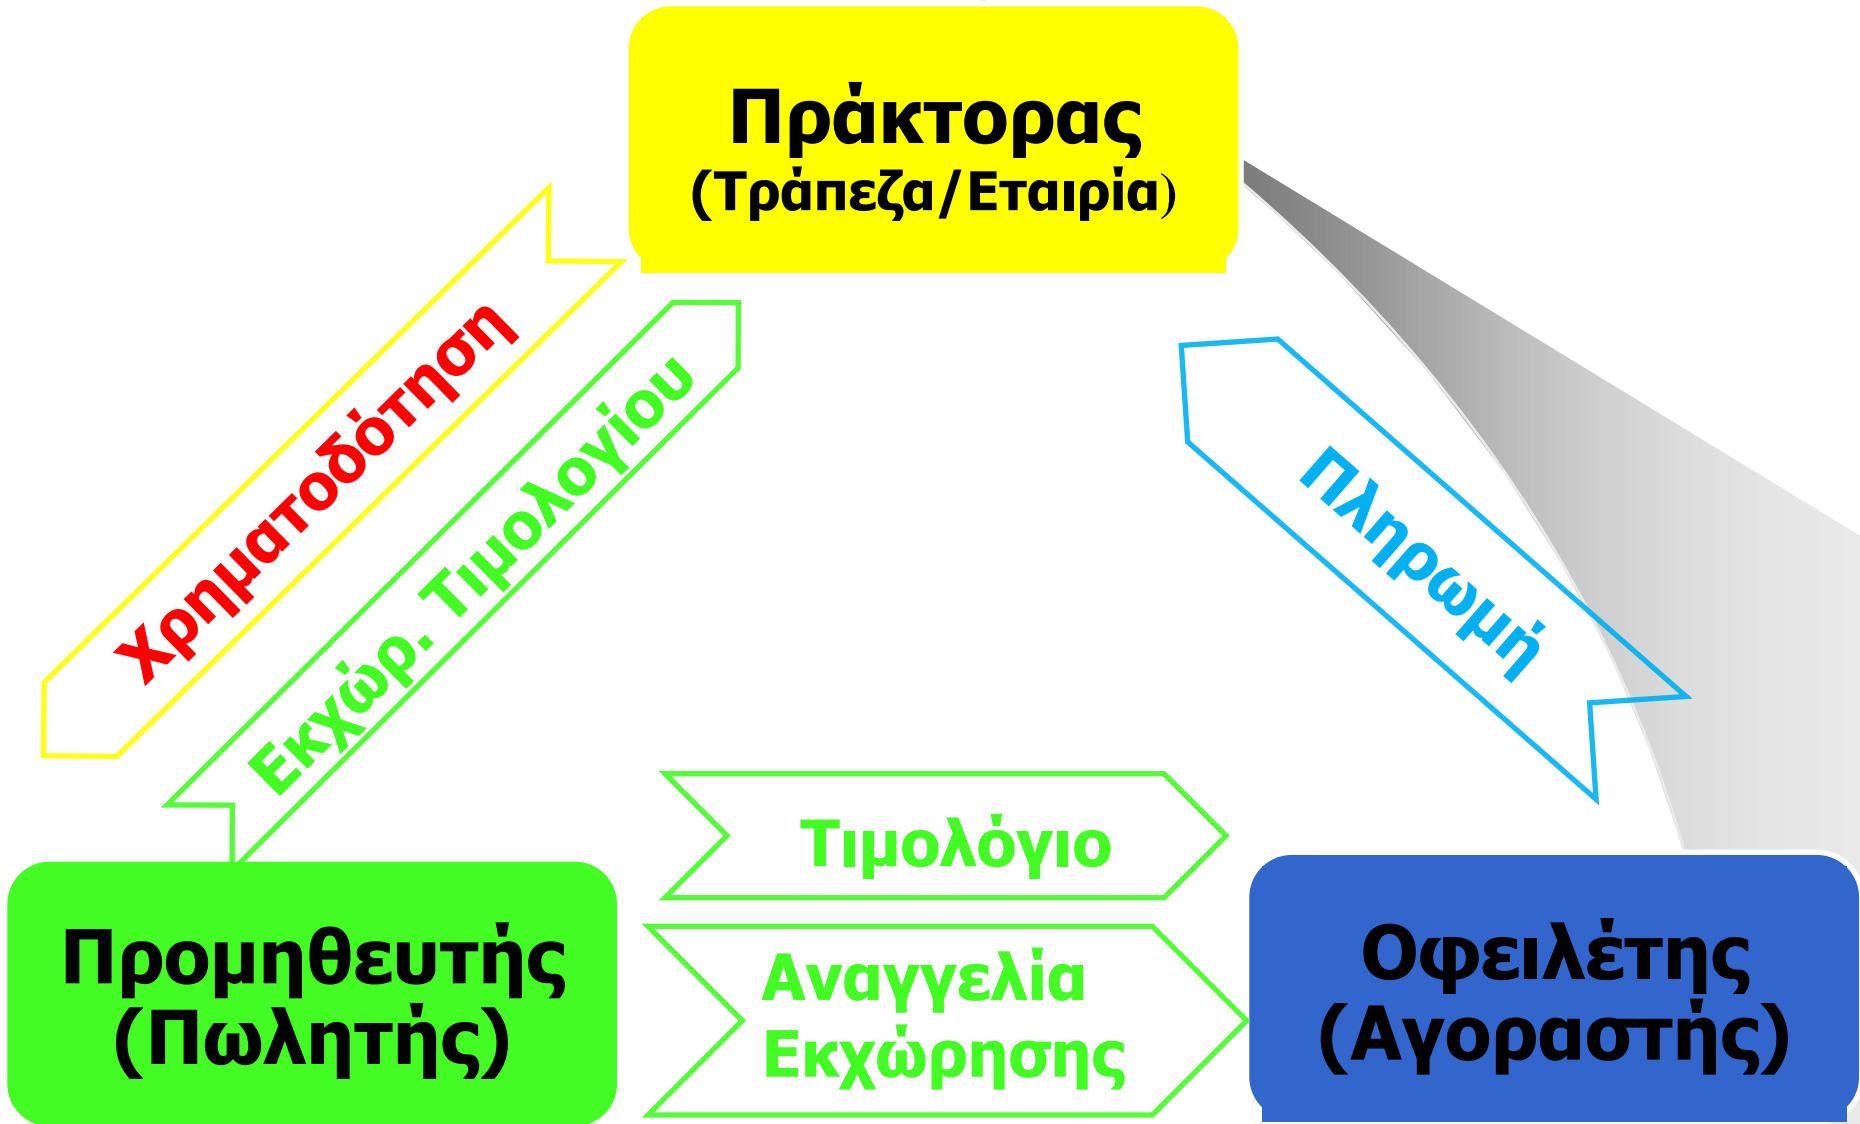 Πράκτορας
(Τράπεζα/Εταιρία)
Χρηματοδότηση
Εκχώρ. Τιμολογίου
Πληρωμή
Τιμολόγιο
Αναγγελία
Εκχώρησης
Προμηθευτής
(Πωλητής)
Οφειλέτης
(Αγοραστής)